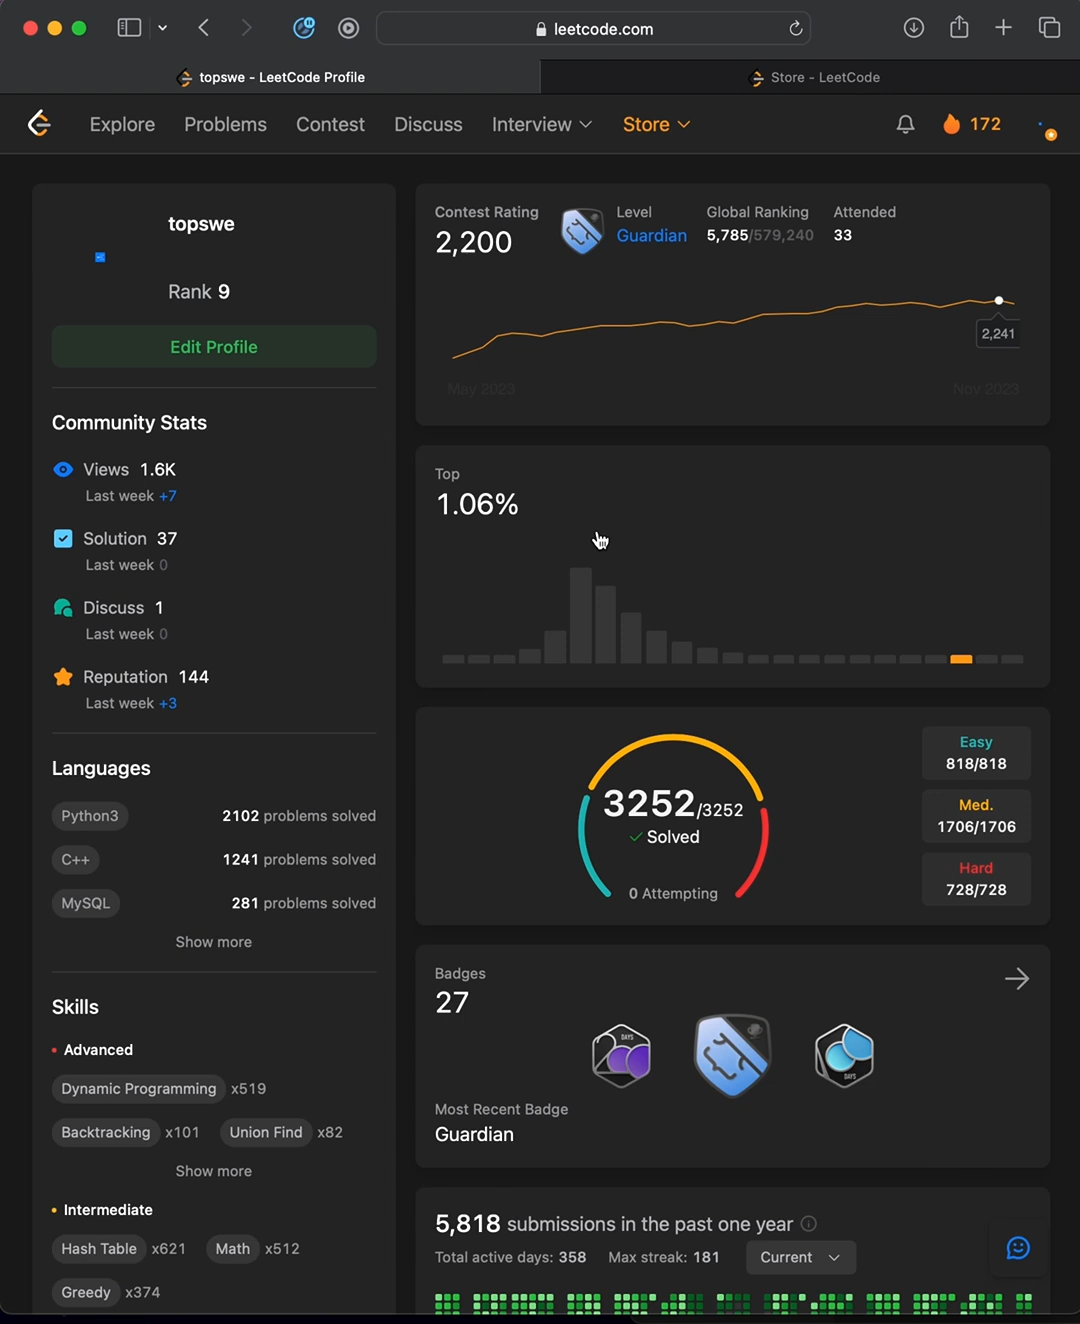 leetcode.com
topswe - LeetCode Profile
Store - LeetCode
Explore Problems Contest Discuss Interview Store 172
topswe
Rank 9
Edit Profile
Community Stats
Views 1.6K
Last week +7
Solution 37
Last week 0
Discuss 1
Last week 0
Reputation 144
Last week +3
Languages
Python3 2102 problems solved
C++ 1241 problems solved
MySQL 281 problems solved
Show more
Skills
Advanced
Dynamic Programming x519
Backtracking x101 Union Find x82
Show more
Intermediate
Hash Table x621 Math x512
Greedy x374
Contest Rating
2,200
Level
Guardian
Global Ranking
5,785/579,240
Attended
33
2,241
May 2023 Nov 2023
Top
1.06%
3252/3252
Solved
0 Attempting
Easy
818/818
Med.
1706/1706
Hard
728/728
Badges
27
DAYS
DAYS
Most Recent Badge
Guardian
5,818 submissions in the past one year
Total active days: 358 Max streak: 181 Current